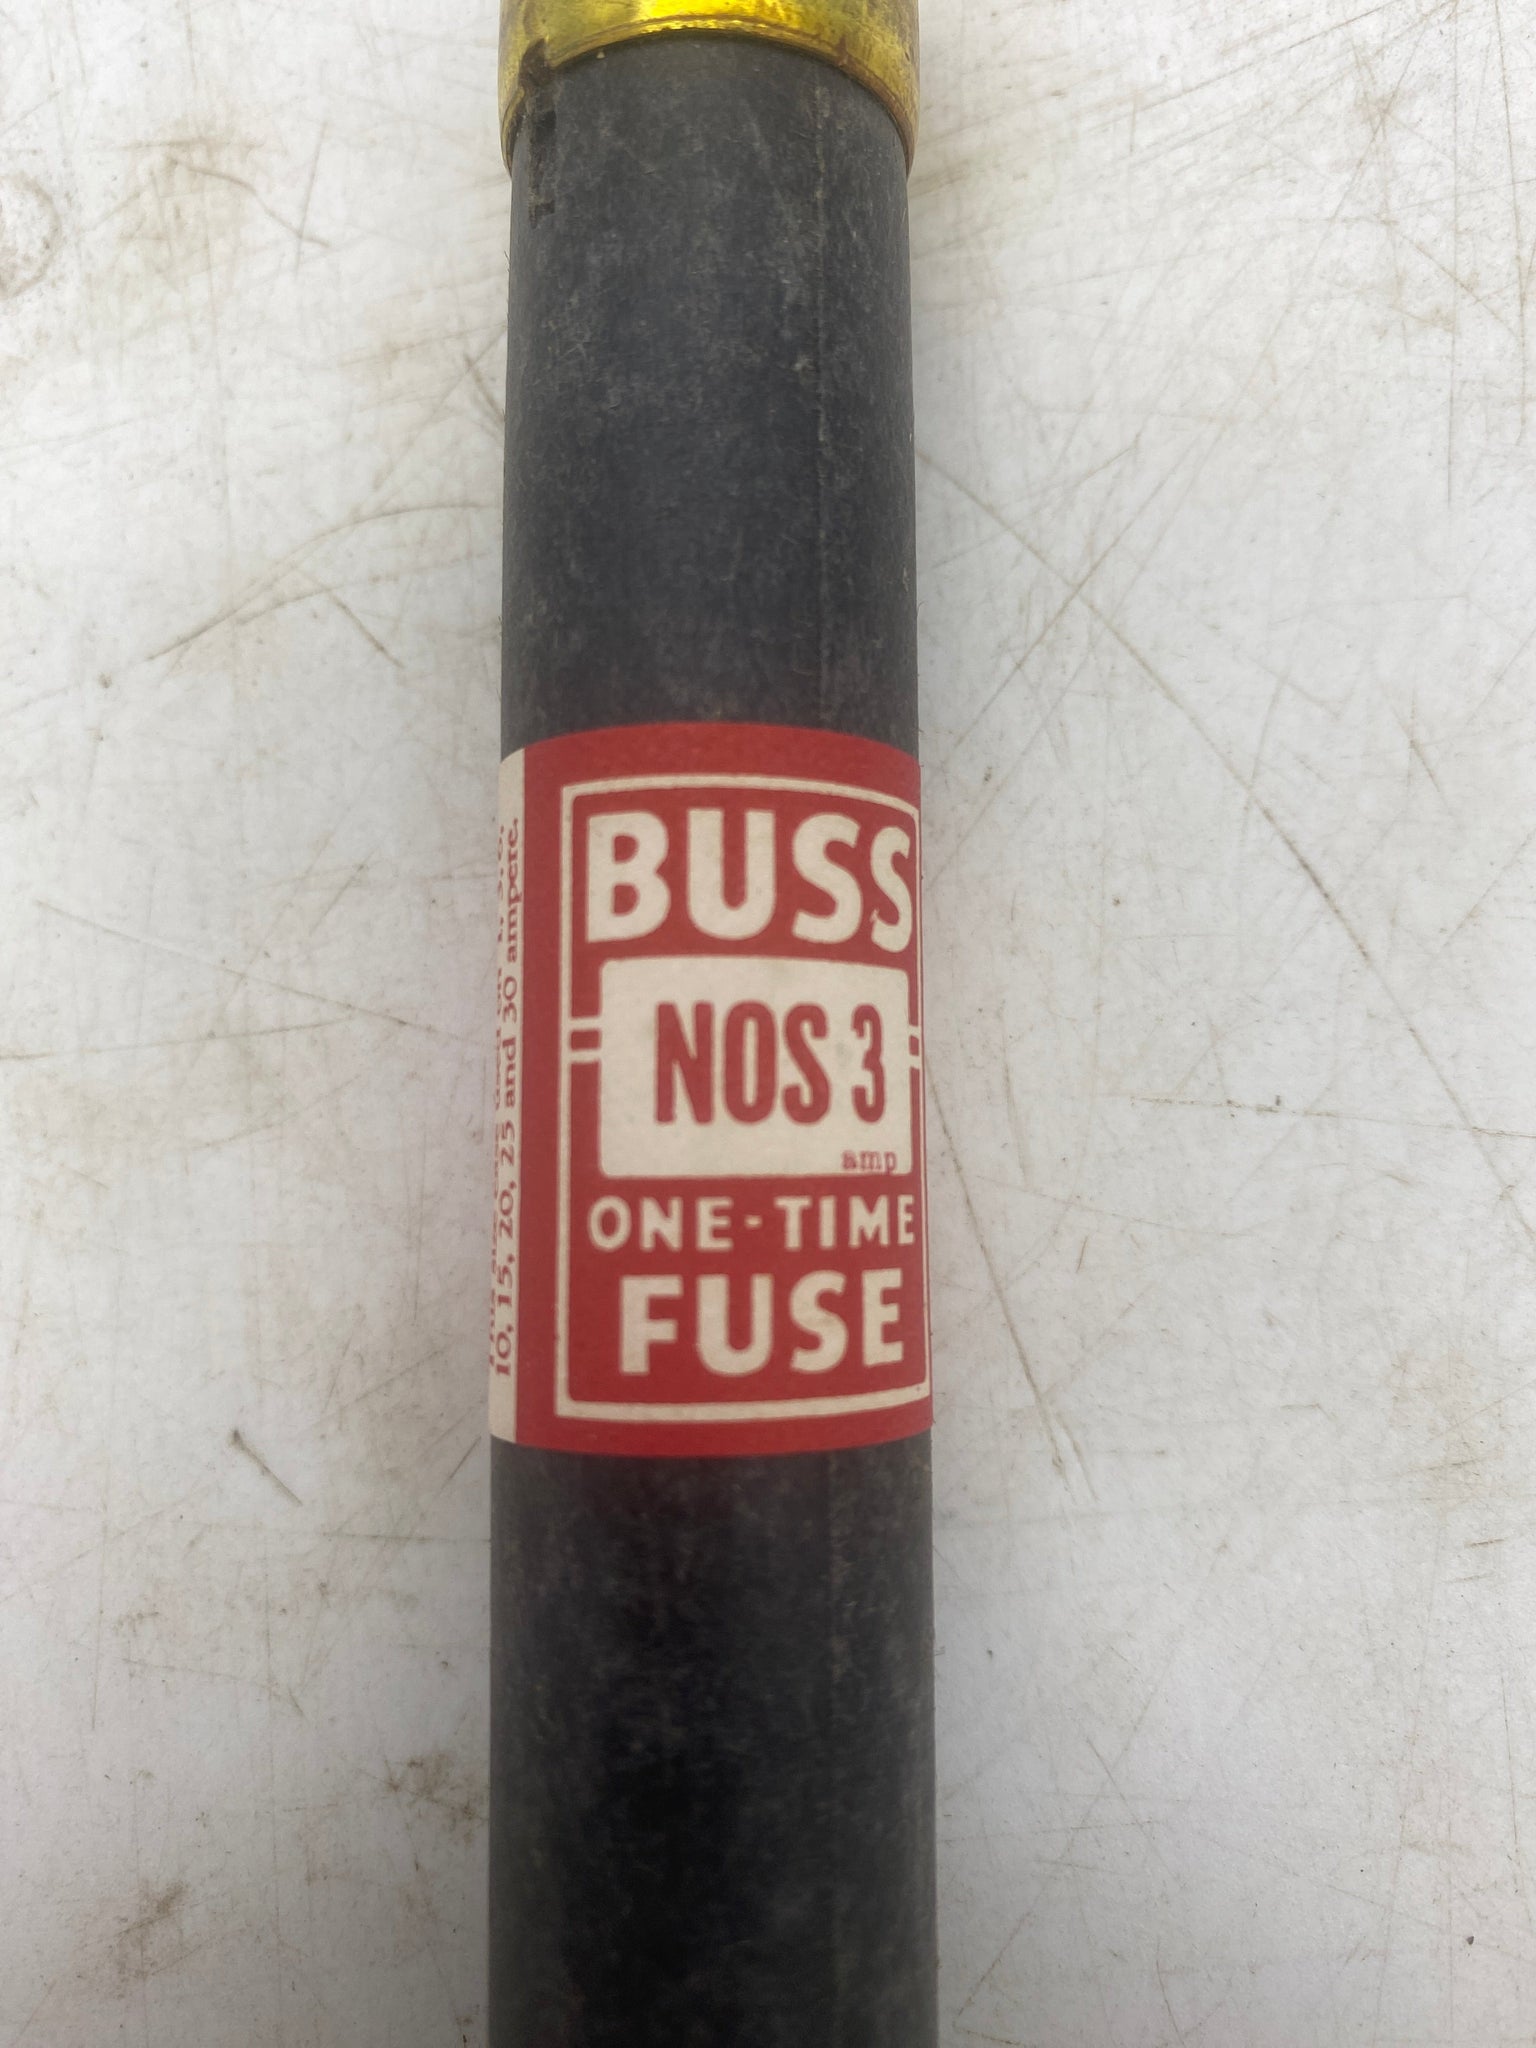 BUSS
NOS 3
amp
ONE-TIME
FUSE
10, 15, 20, 25 and 30 ampere.